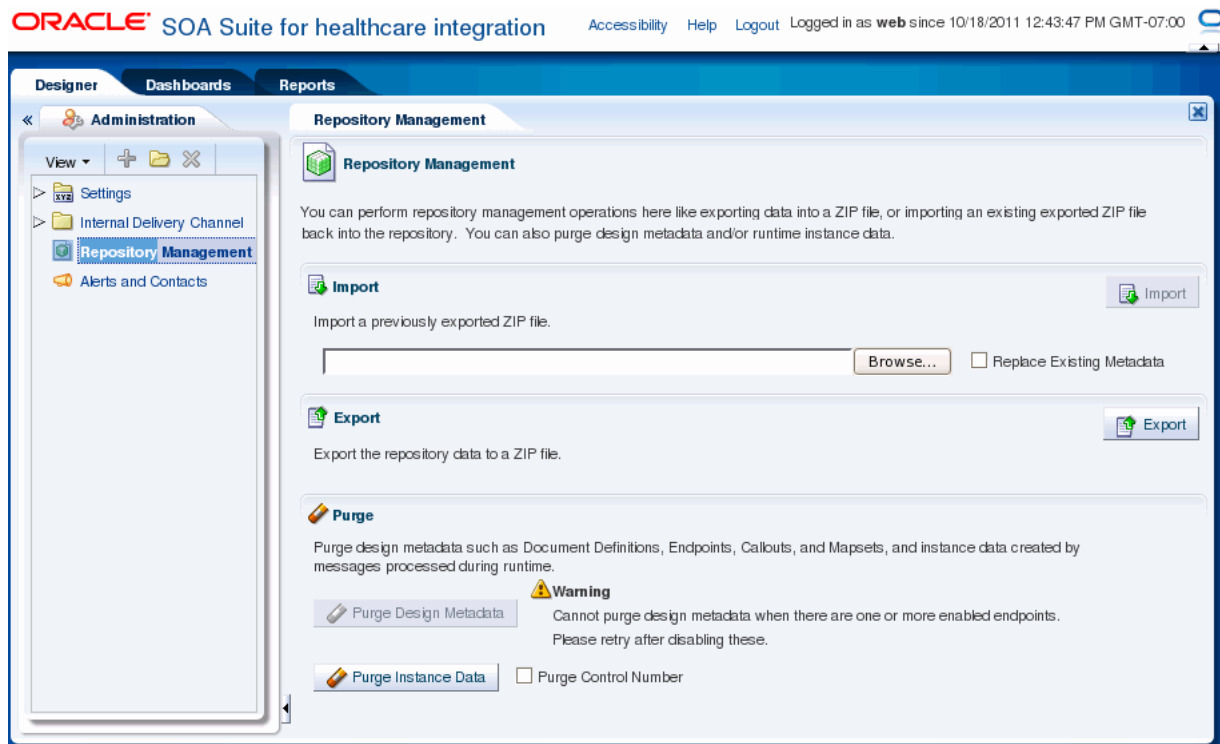 ORACLE SOA Suite for healthcare integration Accessibility Help Logout Logged in as web since 10/18/2011 12:43:47 PM GMT-07:00
Designer Dashboards Reports
« Administration
View
xyz Settings
Internal Delivery Channel
Repository Management
Alerts and Contacts
Repository Management
Repository Management
You can perform repository management operations here like exporting data into a ZIP file, or importing an existing exported ZIP file
back into the repository. You can also purge design metadata and/or runtime instance data.
Import Import
Import a previously exported ZIP file.
Browse... Replace Existing Metadata
Export Export
Export the repository data to a ZIP file.
Purge
Purge design metadata such as Document Definitions, Endpoints, Callouts, and Mapsets, and instance data created by
messages processed during runtime.
Warning
Purge Design Metadata Cannot purge design metadata when there are one or more enabled endpoints.
Please retry after disabling these.
Purge Instance Data Purge Control Number